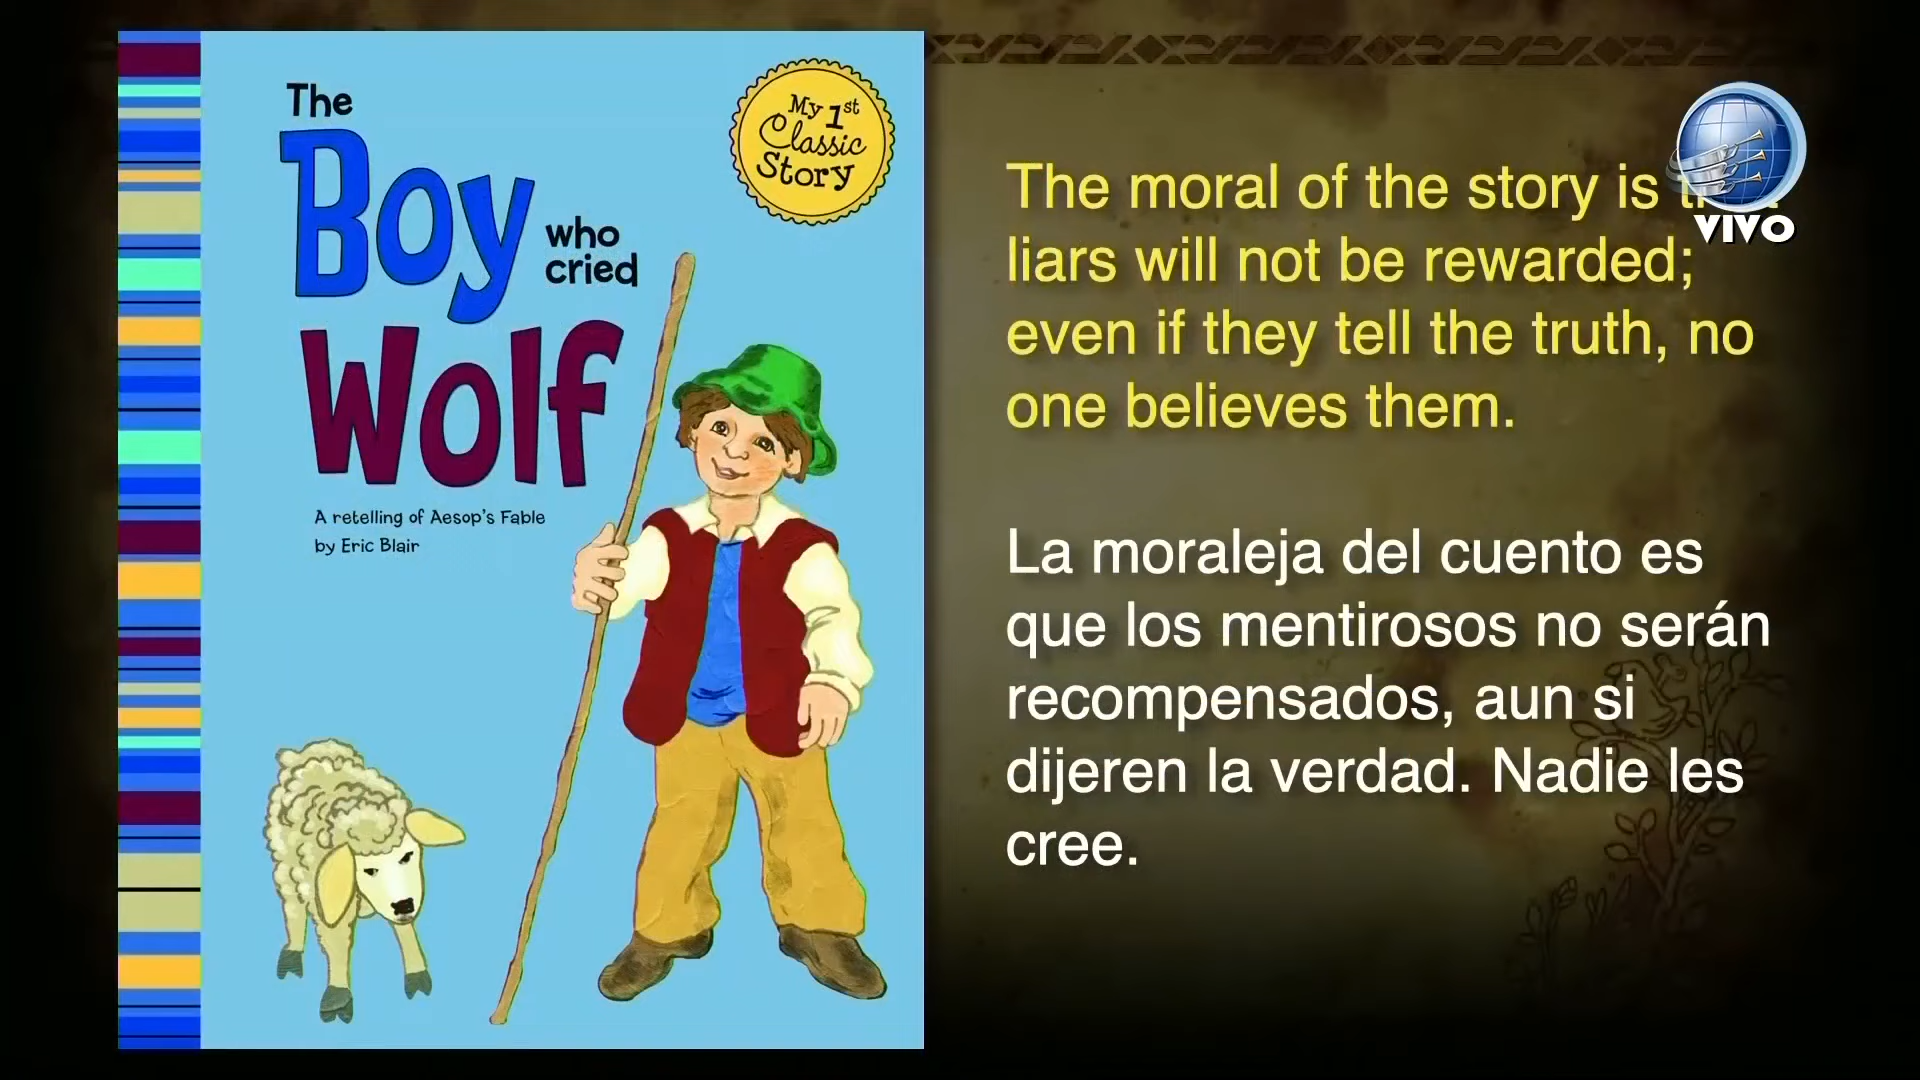 The
Boy
who
cried
Wolf
A retelling of Aesop's Fable
by Eric Blair
My 1st
Classic
Story
The moral of the story is
liars will not be rewarded;
even if they tell the truth, no
one believes them.
La moraleja del cuento es
que los mentirosos no serán
recompensados, aun si
dijeren la verdad. Nadie les
cree.
VIVO